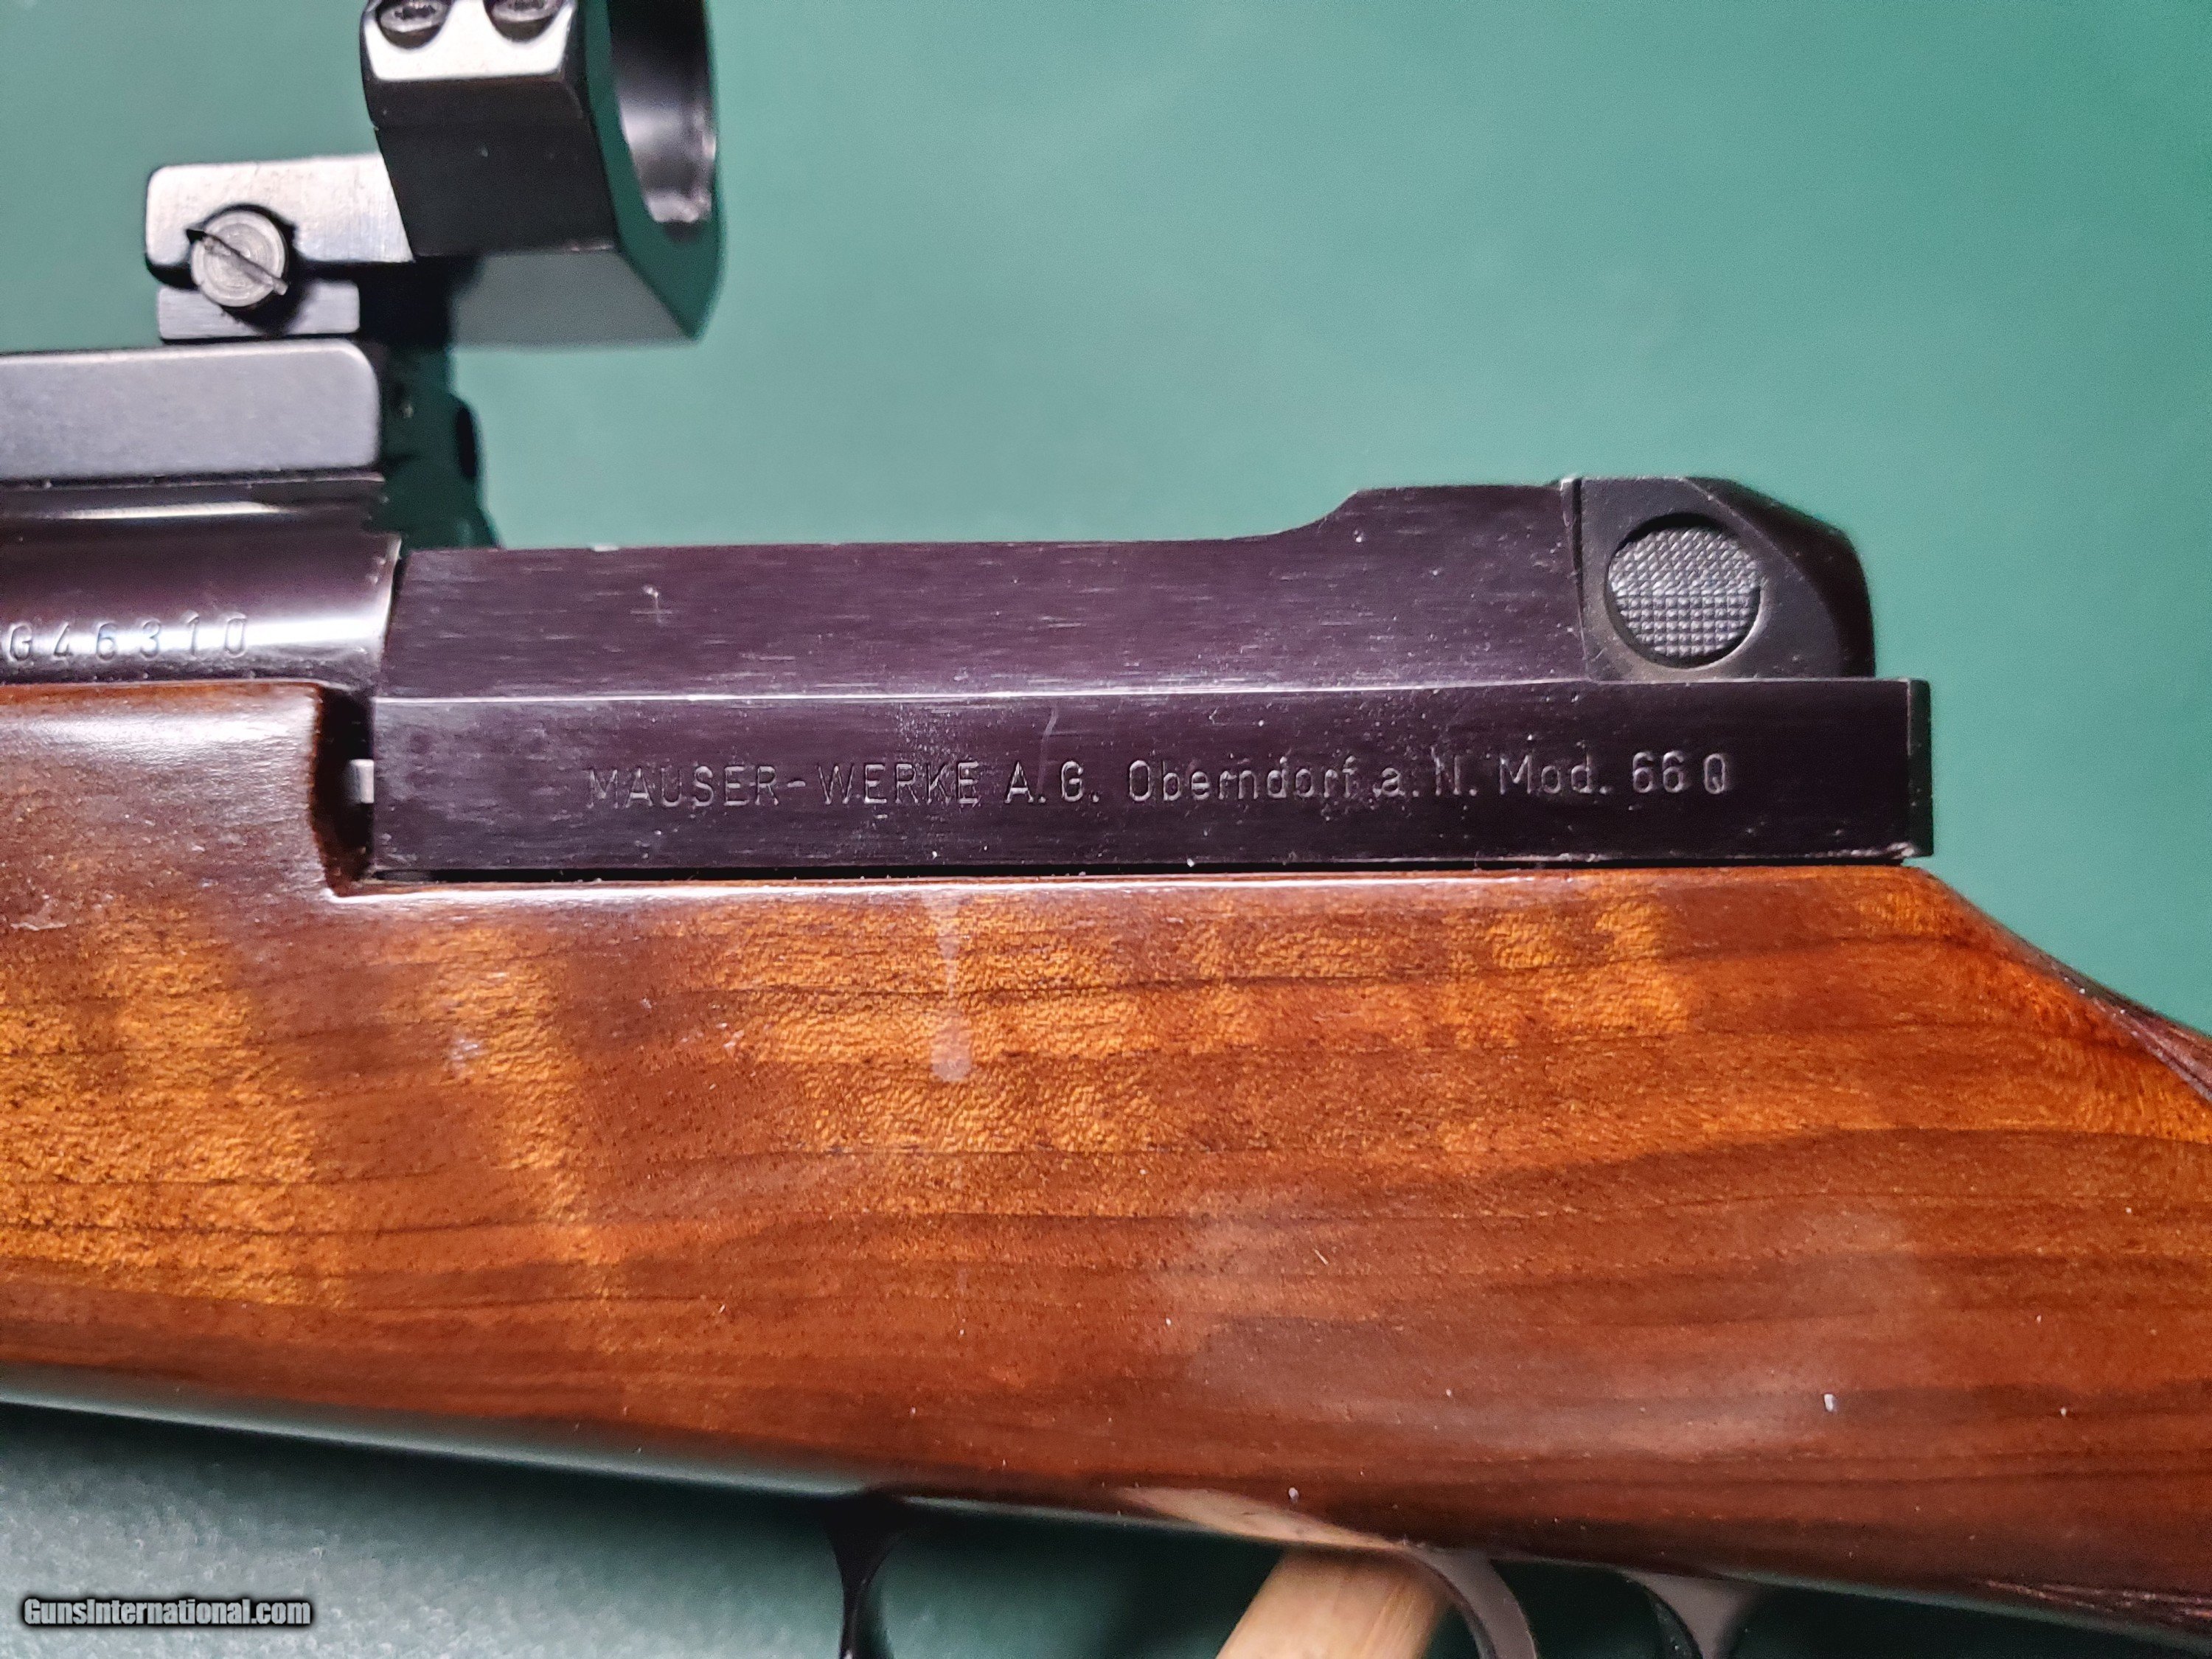 G46310
MAUSER-WERKE A.G. Oberndorf a. N. Mod. 66 Q
GunsInternational.com